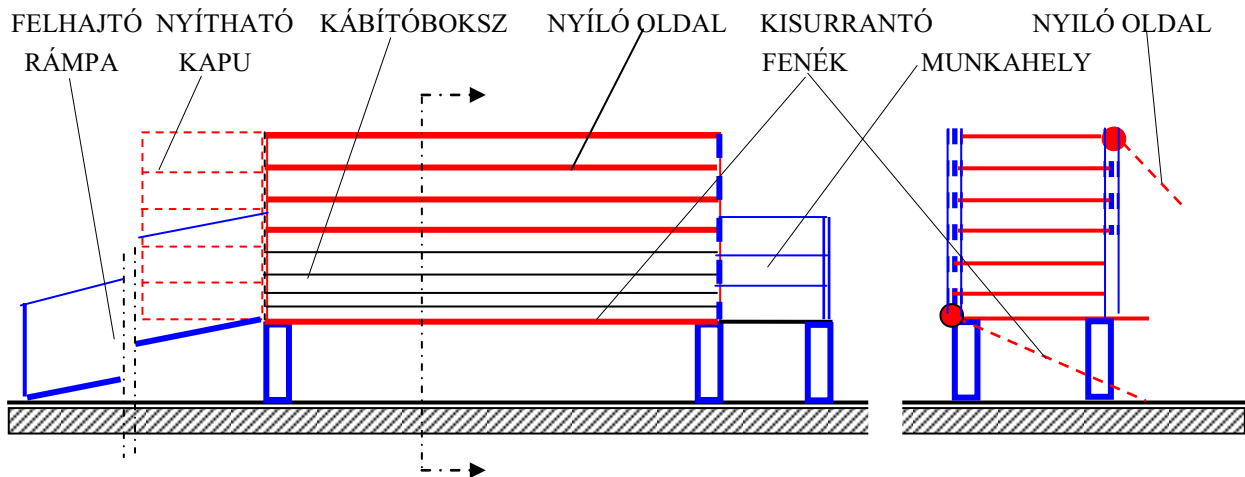 FELHAJTÓ NYÍTHATÓ KÁBÍTÓBOKSZ NYÍLÓ OLDAL KISURRANTÓ NYILÓ OLDAL
RÁMPA KAPU FENÉK MUNKAHELY